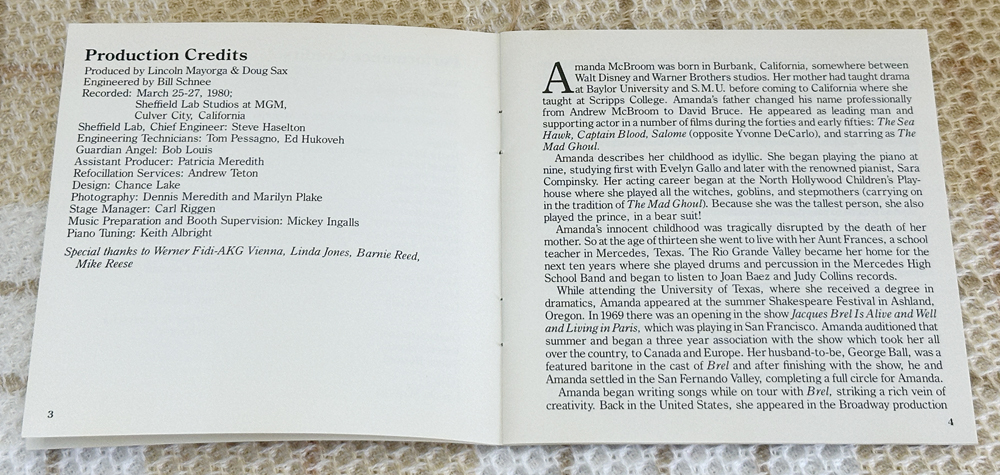 Production Credits
Produced by Lincoln Mayorga & Doug Sax
Engineered by Bill Schnee
Recorded: March 25-27, 1980;
Sheffield Lab Studios at MGM,
Culver City, California
Sheffield Lab, Chief Engineer: Steve Haselton
Engineering Technicians: Tom Pessagno, Ed Hukoveh
Guardian Angel: Bob Louis
Assistant Producer: Patricia Meredith
Refocillation Services: Andrew Teton
Design: Chance Lake
Photography: Dennis Meredith and Marilyn Plake
Stage Manager: Carl Riggen
Music Preparation and Booth Supervision: Mickey Ingalls
Piano Tuning: Keith Albright
Special thanks to Werner Fidi-AKG Vienna, Linda Jones, Barnie Reed,
Mike Reese
3
Amanda McBroom was born in Burbank, California, somewhere between
Walt Disney and Warner Brothers studios. Her mother had taught drama
at Baylor University and S.M.U. before coming to California where she
taught at Scripps College. Amanda's father changed his name professionally
from Andrew McBroom to David Bruce. He appeared as leading man and
supporting actor in a number of films during the forties and early fifties: The Sea
Hawk, Captain Blood, Salome (opposite Yvonne DeCarlo), and starring as The
Mad Ghoul.
Amanda describes her childhood as idyllic. She began playing the piano at
nine, studying first with Evelyn Gallo and later with the renowned pianist, Sara
Compinsky. Her acting career began at the North Hollywood Children's Play-
house where she played all the witches, goblins, and stepmothers (carrying on
in the tradition of The Mad Ghoul). Because she was the tallest person, she also
played the prince, in a bear suit!
Amanda's innocent childhood was tragically disrupted by the death of her
mother. So at the age of thirteen she went to live with her Aunt Frances, a school
teacher in Mercedes, Texas. The Rio Grande Valley became her home for the
next ten years where she played drums and percussion in the Mercedes High
School Band and began to listen to Joan Baez and Judy Collins records.
While attending the University of Texas, where she received a degree in
dramatics, Amanda appeared at the summer Shakespeare Festival in Ashland,
Oregon. In 1969 there was an opening in the show Jacques Brel Is Alive and Well
and Living in Paris, which was playing in San Francisco. Amanda auditioned that
summer and began a three year association with the show which took her all
over the country, to Canada and Europe. Her husband-to-be, George Ball, was a
featured baritone in the cast of Brel and after finishing with the show, he and
Amanda settled in the San Fernando Valley, completing a full circle for Amanda.
Amanda began writing songs while on tour with Brel, striking a rich vein of
creativity. Back in the United States, she appeared in the Broadway production
4